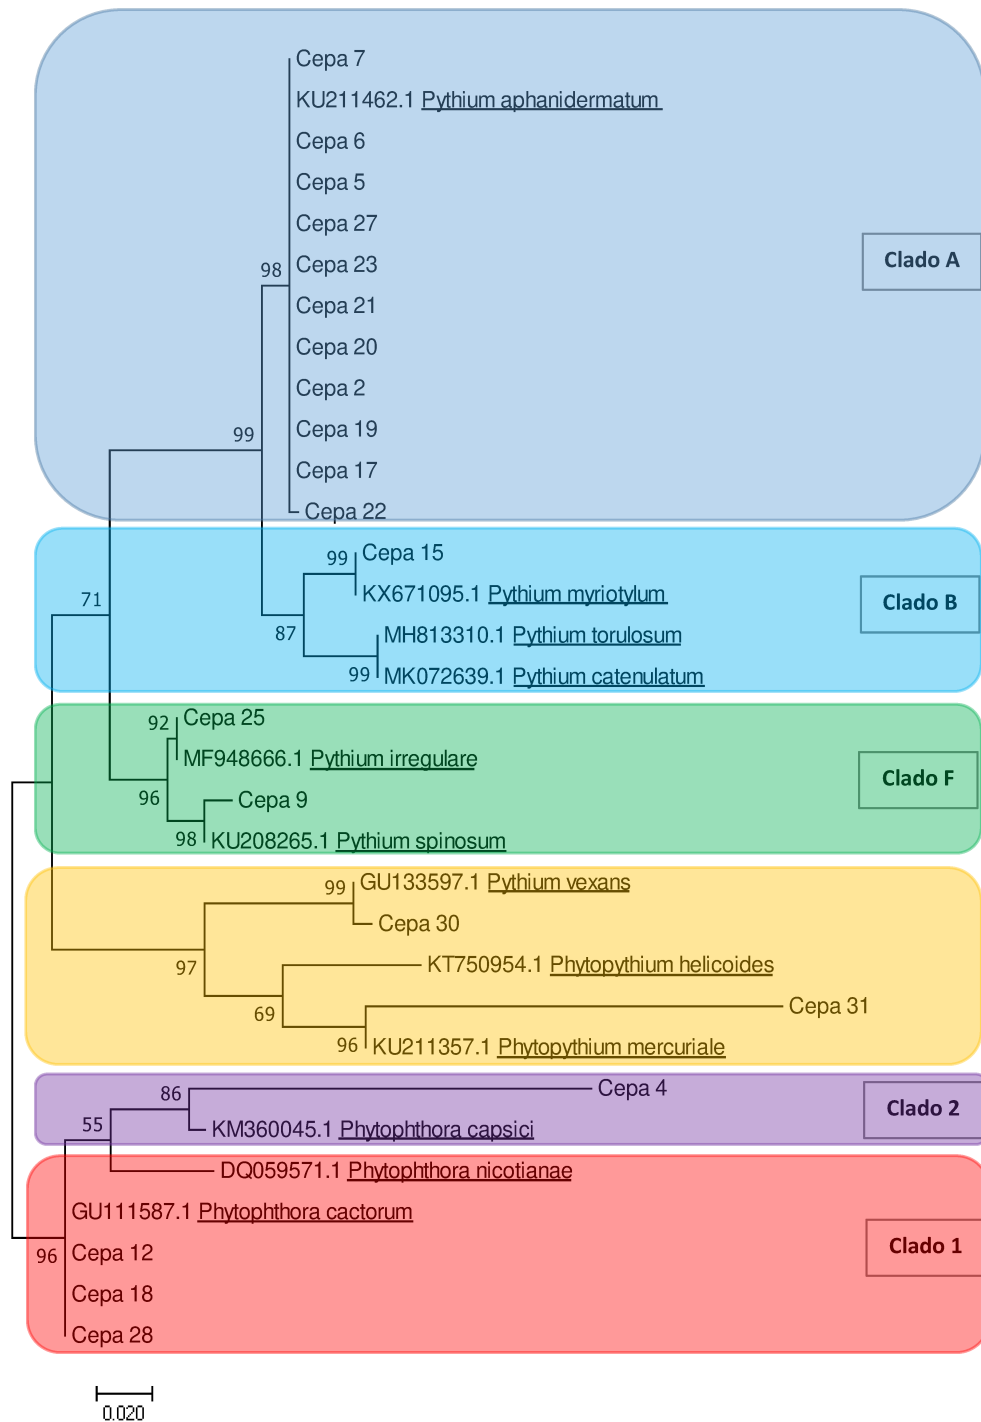 Cepa 7
KU211462.1 Pythium aphanidermatum
Cepa 6
Cepa 5
Cepa 27
Clado A
98
Cepa 23
Cepa 21
Cepa 20
Cepa 2
99
Cepa 19
Cepa 17
Cepa 22
99
Cepa 15
KX671095.1 Pythium myriotylum
Clado B
71
87
MH813310.1 Pythium torulosum
99
MK072639.1 Pythium catenulatum
92
Cepa 25
MF948666.1 Pythium irregulare
Clado F
96
Cepa 9
98
KU208265.1 Pythium spinosum
99
GU133597.1 Pythium vexans
Cepa 30
97
KT750954.1 Phytopythium helicoides
69
Cepa 31
96
KU211357.1 Phytopythium mercuriale
86
Cepa 4
Clado 2
55
KM360045.1 Phytophthora capsici
DQ059571.1 Phytophthora nicotianae
GU111587.1 Phytophthora cactorum
Clado 1
96
Cepa 12
Cepa 18
Cepa 28
0.020